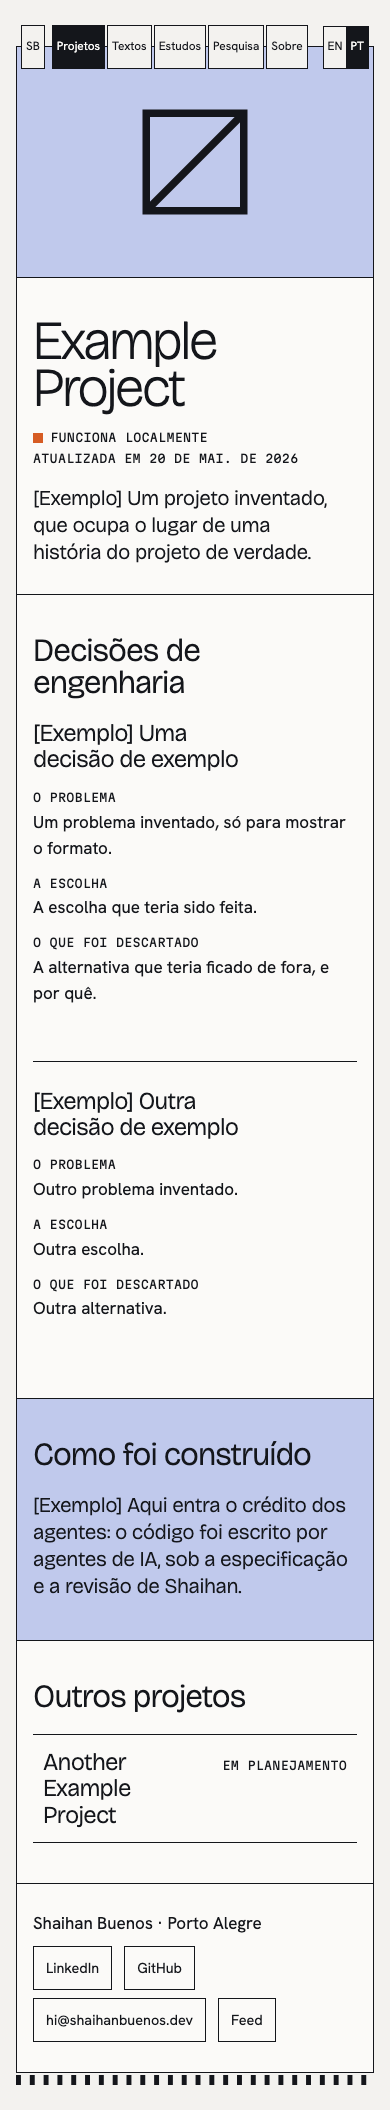 SB Projetos Textos Estudos Pesquisa Sobre EN PT
Example
Project
FUNCIONA LOCALMENTE
ATUALIZADA EM 20 DE MAI. DE 2026
[Exemplo] Um projeto inventado,
que ocupa o lugar de uma
história do projeto de verdade.
Decisões de
engenharia
[Exemplo] Uma
decisão de exemplo
O PROBLEMA
Um problema inventado, só para mostrar
o formato.
A ESCOLHA
A escolha que teria sido feita.
O QUE FOI DESCARTADO
A alternativa que teria ficado de fora, e
por quê.
[Exemplo] Outra
decisão de exemplo
O PROBLEMA
Outro problema inventado.
A ESCOLHA
Outra escolha.
O QUE FOI DESCARTADO
Outra alternativa.
Como foi construído
[Exemplo] Aqui entra o crédito dos
agentes: o código foi escrito por
agentes de IA, sob a especificação
e a revisão de Shaihan.
Outros projetos
Another
Example
Project
EM PLANEJAMENTO
Shaihan Buenos · Porto Alegre
LinkedIn GitHub
hi@shaihanbuenos.dev Feed